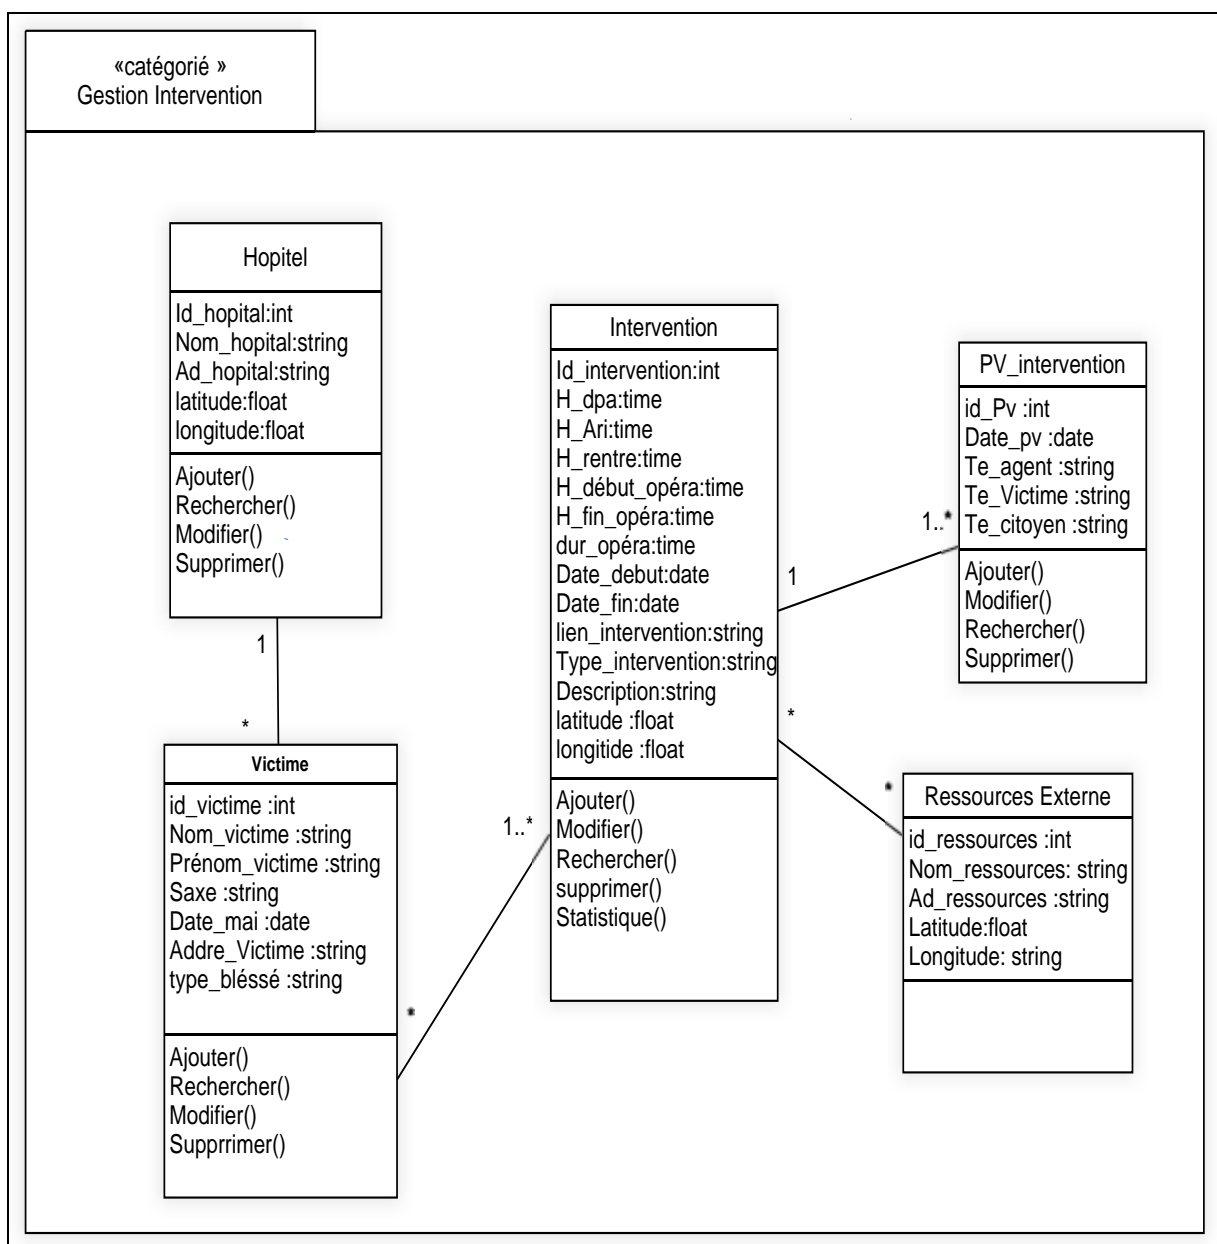 «catégorié »
Gestion Intervention
Hopitel
Id_hopital:int
Nom_hopital:string
Ad_hopital:string
latitude:float
longitude:float
Ajouter()
Rechercher()
Modifier()
Supprimer()
1
*
Victime
id_victime :int
Nom_victime :string
Prénom_victime :string
Saxe :string
Date_mai :date
Addre_Victime :string
type_bléssé :string
Ajouter()
Rechercher()
Modifier()
Supprrimer()
*
1..*
Intervention
Id_intervention:int
H_dpa:time
H_Ari:time
H_rentre:time
H_début_opéra:time
H_fin_opéra:time
dur_opéra:time
Date_debut:date
Date_fin:date
lien_intervention:string
Type_intervention:string
Description:string
latitude :float
longitide :float
Ajouter()
Modifier()
Rechercher()
supprimer()
Statistique()
1
1..*
PV_intervention
id_Pv :int
Date_pv :date
Te_agent :string
Te_Victime :string
Te_citoyen :string
Ajouter()
Modifier()
Rechercher()
Supprimer()
*
*
Ressources Externe
id_ressources :int
Nom_ressources: string
Ad_ressources :string
Latitude:float
Longitude: string